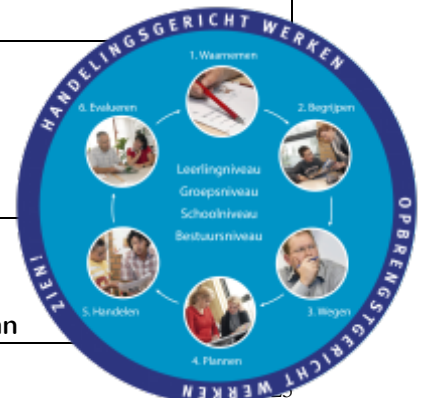 HANDELINGSGERICHT WERKEN
OPBRENGSTGERICHT WERKEN
ZIEN!
1. Waarnemen
2. Begrijpen
3. Wegen
4. Plannen
5. Handelen
6. Evalueren
Leerlingniveau
Groepsniveau
Schoolniveau
Bestuursniveau